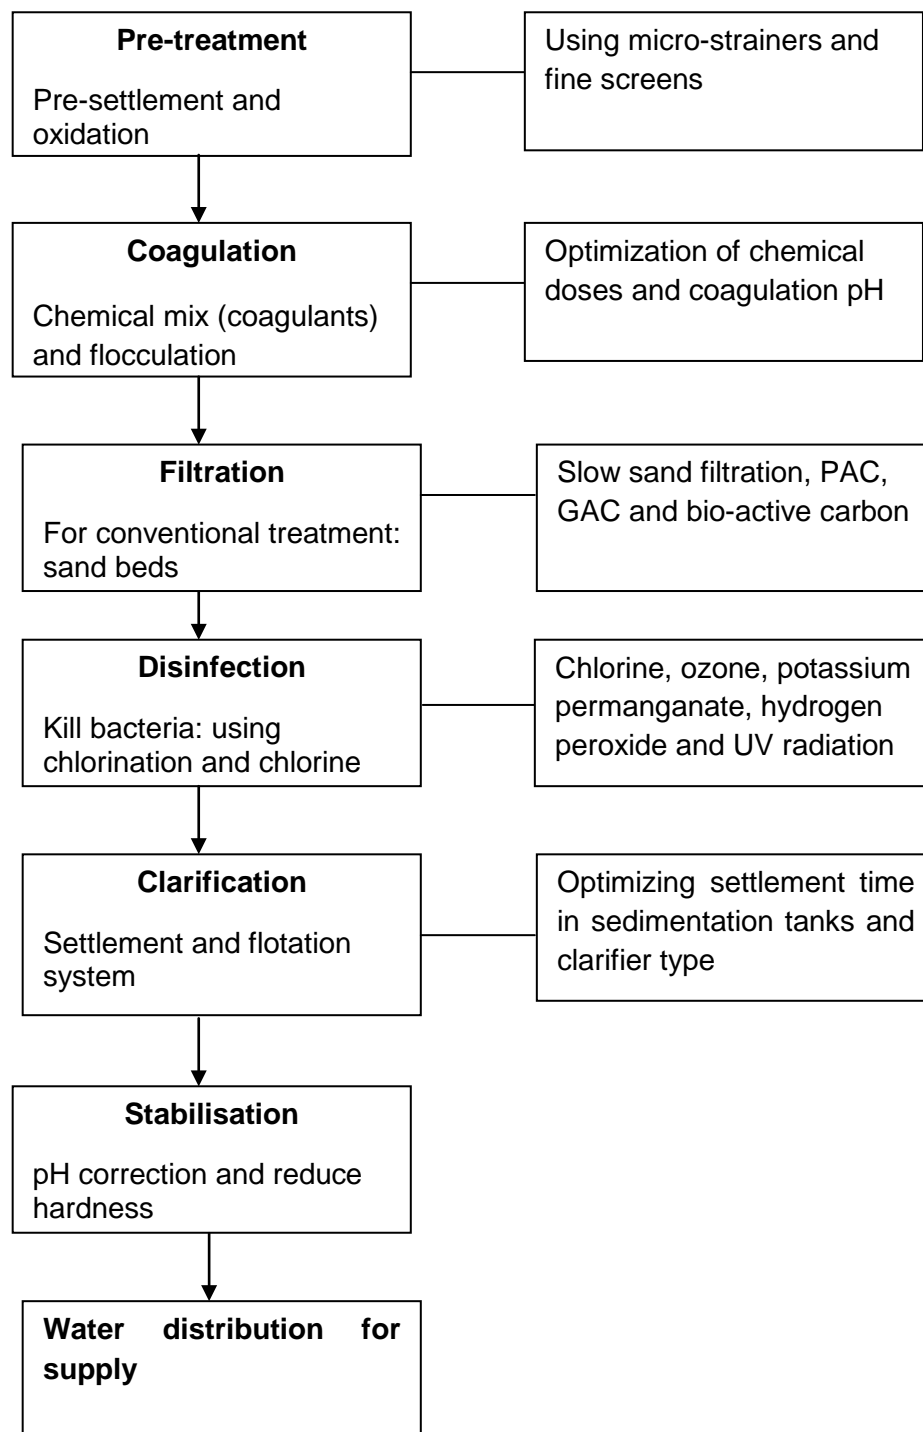 Pre-treatment
Pre-settlement and
oxidation
Using micro-strainers and
fine screens
Coagulation
Chemical mix (coagulants)
and flocculation
Optimization of chemical
doses and coagulation pH
Filtration
For conventional treatment:
sand beds
Slow sand filtration, PAC,
GAC and bio-active carbon
Disinfection
Kill bacteria: using
chlorination and chlorine
Chlorine, ozone, potassium
permanganate, hydrogen
peroxide and UV radiation
Clarification
Settlement and flotation
system
Optimizing settlement time
in sedimentation tanks and
clarifier type
Stabilisation
pH correction and reduce
hardness
Water distribution for
supply